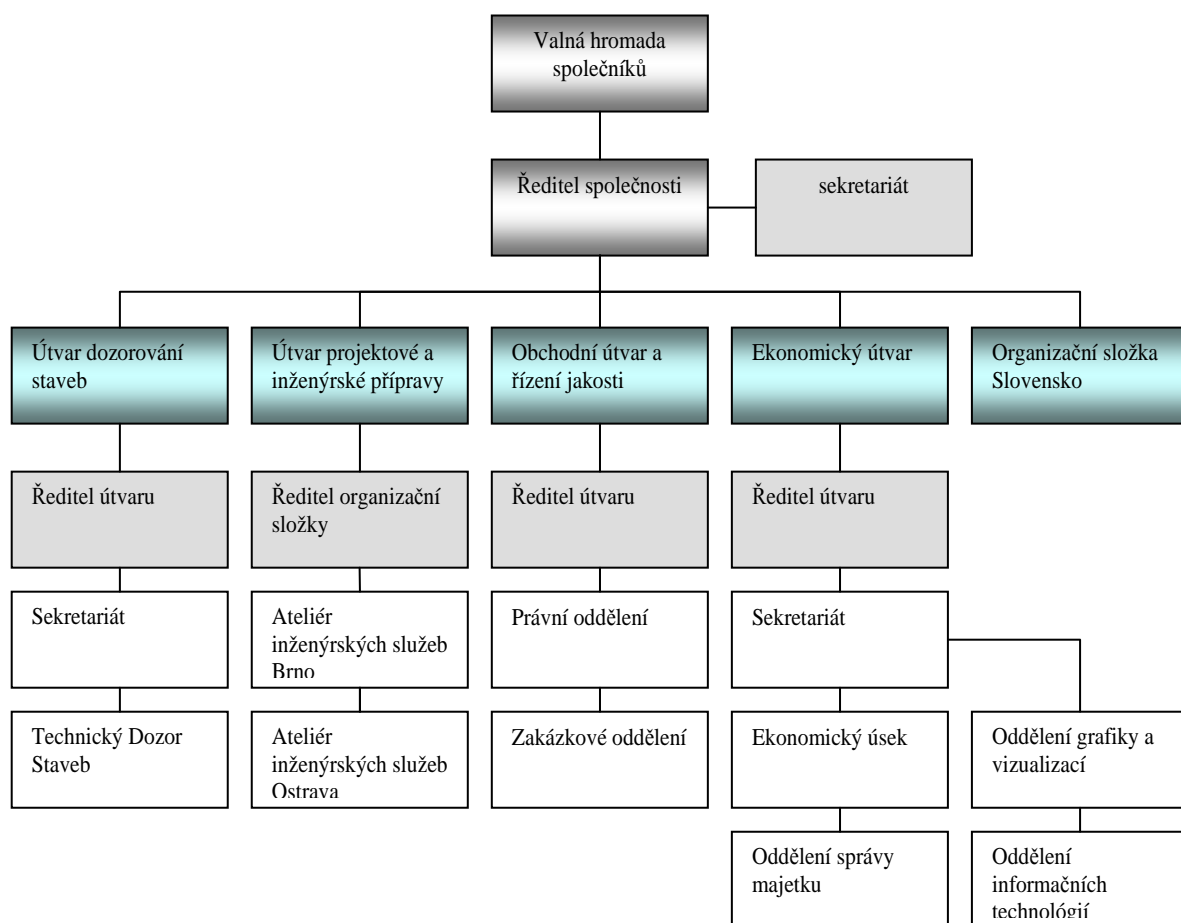 Valná hromada
společníků
Ředitel společnosti
sekretariát
Útvar dozorování
staveb
Útvar projektové a
inženýrské přípravy
Obchodní útvar a
řízení jakosti
Ekonomický útvar
Organizační složka
Slovensko
Ředitel útvaru
Ředitel organizační
složky
Ředitel útvaru
Ředitel útvaru
Sekretariát
Ateliér
inženýrských služeb
Brno
Právní oddělení
Sekretariát
Technický Dozor
Staveb
Ateliér
inženýrských služeb
Ostrava
Zakázkové oddělení
Ekonomický úsek
Oddělení grafiky a
vizualizací
Oddělení správy
majetku
Oddělení
informačních
technológií